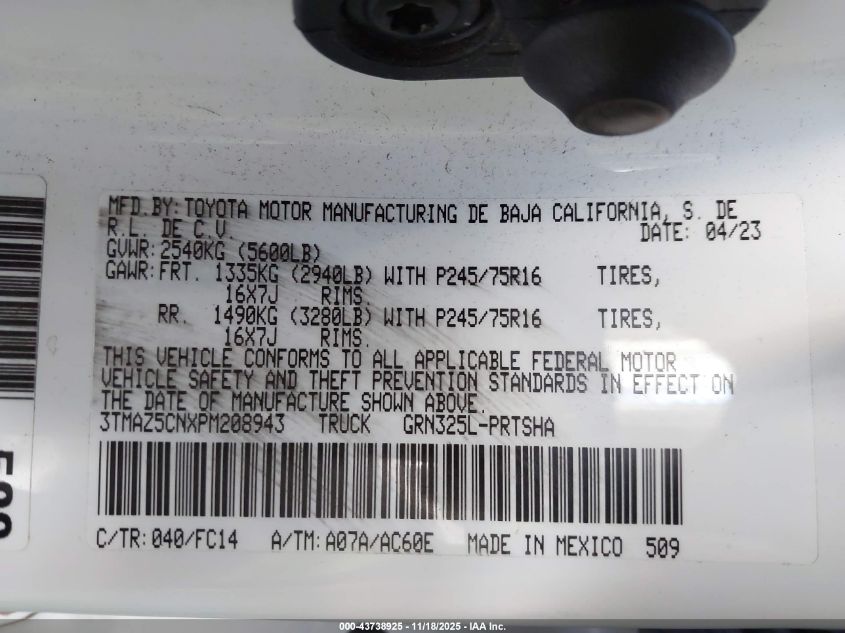 MFD.BY:TOYOTA MOTOR MANUFACTURING DE BAJA CALIFORNIA, S. DE
R.L. DE C.V. DATE: 04/23
GVWR:2540KG (5600LB)
GAWR:FRT. 1335KG (2940LB) WITH P245/75R16 TIRES,
16X7J RIMS.
RR. 1490KG (3280LB) WITH P245/75R16 TIRES,
16X7J RIMS.
THIS VEHICLE CONFORMS TO ALL APPLICABLE FEDERAL MOTOR
VEHICLE SAFETY AND THEFT PREVENTION STANDARDS IN EFFECT ON
THE DATE OF MANUFACTURE SHOWN ABOVE.
3TMAZ5CNXPM208943 TRUCK GRN325L-PRTSHA
C/TR:040/FC14 A/TM:A07A/AC60E MADE IN MEXICO 509
000-43738925 - 11/18/2025 - IAA Inc.